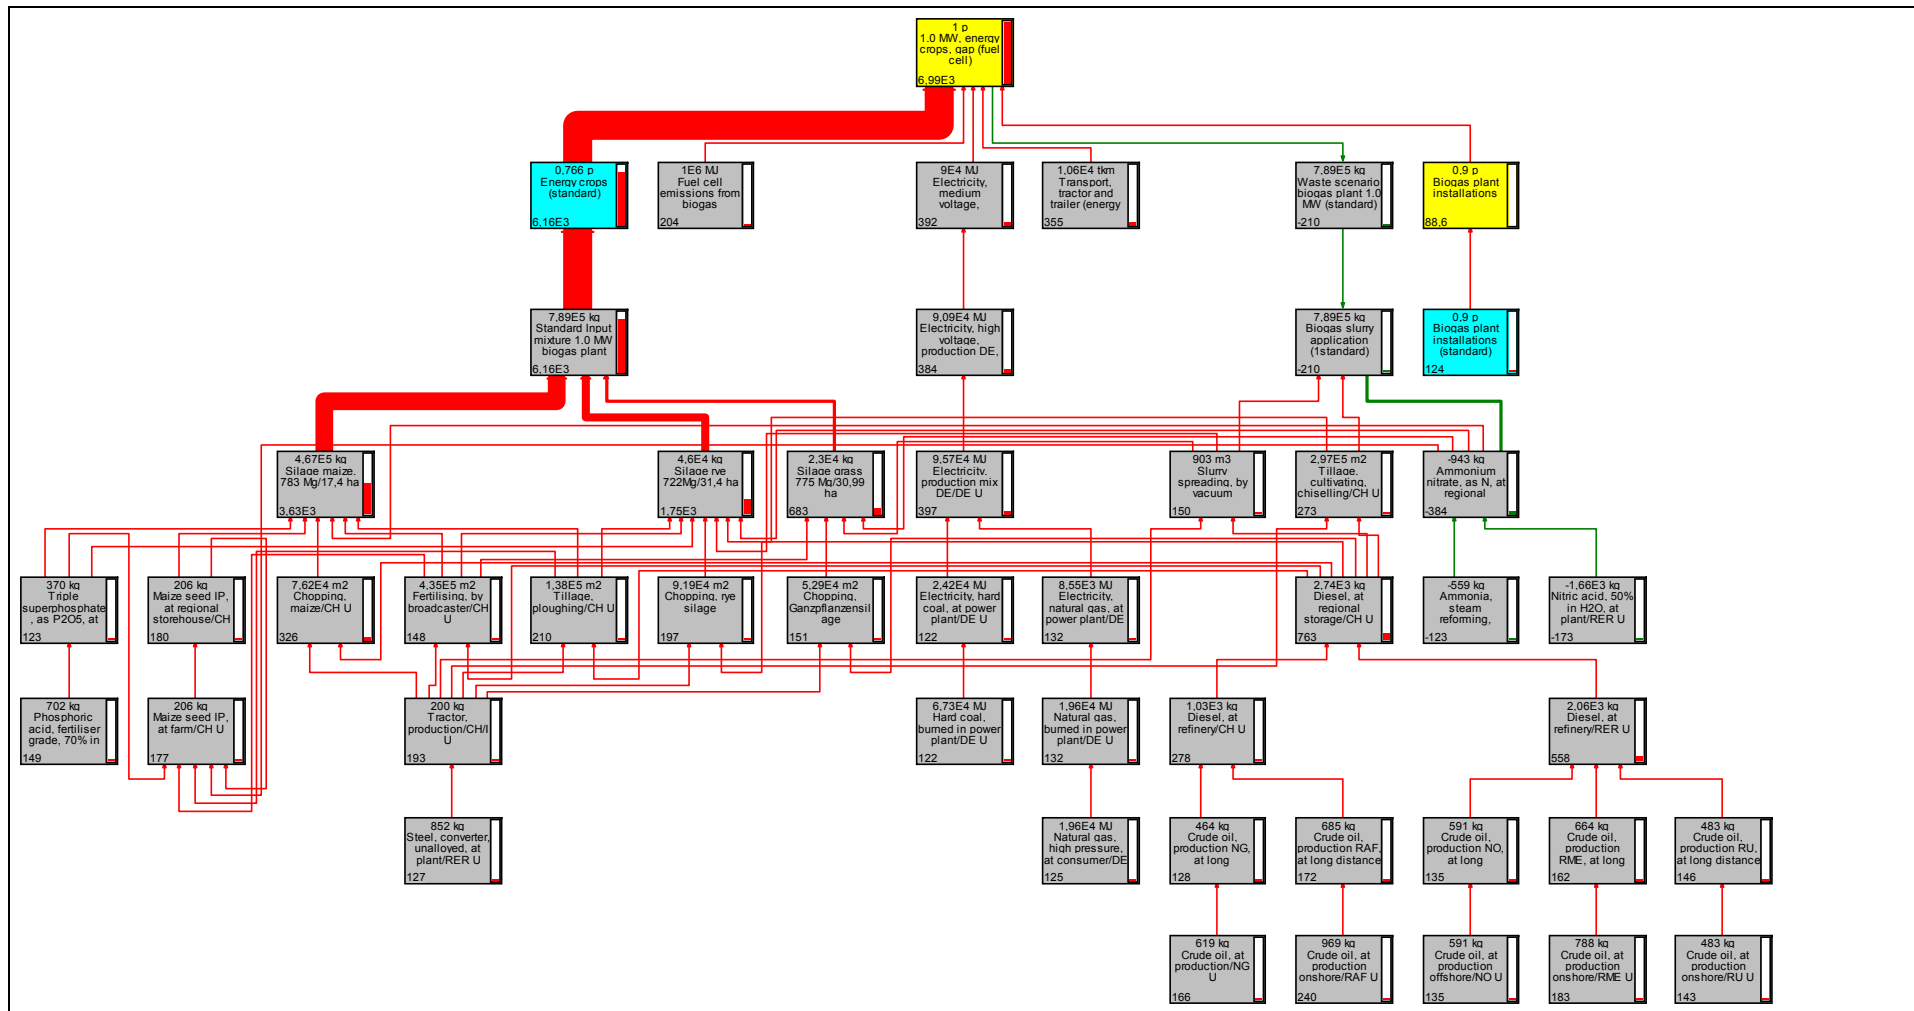 1 p
1.0 MW, energy
crops, gap (fuel
cell)
6,99E3
0,766 p
Energy crops
(standard)
6,16E3
1E6 MJ
Fuel cell
emissions from
biogas
204
9E4 MJ
Electricity,
medium
voltage,
392
1,06E4 tkm
Transport,
tractor and
trailer (energy
355
7,89E5 kg
Waste scenario
biogas plant 1.0
MW (standard)
-210
0,9 p
Biogas plant
installations
88,6
7,89E5 kg
Standard Input
mixture 1.0 MW
biogas plant
6,16E3
9,09E4 MJ
Electricity, high
voltage,
production DE,
384
7,89E5 kg
Biogas slurry
application
(1standard)
-210
0,9 p
Biogas plant
installations
(standard)
124
4,67E5 kg
Silage maize,
783 Mg/17,4 ha
3,63E3
4,6E4 kg
Silage rye
722Mg/31,4 ha
1,75E3
2,3E4 kg
Silage grass
775 Mg/30,99
ha
683
9,57E4 MJ
Electricity,
production mix
DE/DE U
397
903 m3
Slurry
spreading, by
vacuum
150
2,97E5 m2
Tillage,
cultivating,
chiselling/CH U
273
-943 kg
Ammonium
nitrate, as N, at
regional
-384
370 kg
Triple
superphosphate
, as P2O5, at
123
206 kg
Maize seed IP,
at regional
storehouse/CH
180
7,62E4 m2
Chopping,
maize/CH U
326
4,35E5 m2
Fertilising, by
broadcaster/CH
U
148
1,38E5 m2
Tillage,
ploughing/CH U
210
9,19E4 m2
Chopping, rye
silage
197
5,29E4 m2
Chopping,
Ganzpflanzensil
age
151
2,42E4 MJ
Electricity, hard
coal, at power
plant/DE U
122
8,55E3 MJ
Electricity,
natural gas, at
power plant/DE
132
2,74E3 kg
Diesel, at
regional
storage/CH U
763
-559 kg
Ammonia,
steam
reforming,
-123
-1,66E3 kg
Nitric acid, 50%
in H2O, at
plant/RER U
-173
702 kg
Phosphoric
acid, fertiliser
grade, 70% in
149
206 kg
Maize seed IP,
at farm/CH U
177
200 kg
Tractor,
production/CH/I
U
193
6,73E4 MJ
Hard coal,
burned in power
plant/DE U
122
1,96E4 MJ
Natural gas,
burned in power
plant/DE U
132
1,03E3 kg
Diesel, at
refinery/CH U
278
2,06E3 kg
Diesel, at
refinery/RER U
558
852 kg
Steel, converter,
unalloyed, at
plant/RER U
127
1,96E4 MJ
Natural gas,
high pressure,
at consumer/DE
125
464 kg
Crude oil,
production NG,
at long
128
685 kg
Crude oil,
production RAF,
at long distance
172
591 kg
Crude oil,
production NO,
at long
135
664 kg
Crude oil,
production
RME, at long
162
483 kg
Crude oil,
production RU,
at long distance
146
619 kg
Crude oil, at
production/NG
U
166
969 kg
Crude oil, at
production
onshore/RAF U
240
591 kg
Crude oil, at
production
offshore/NO U
135
788 kg
Crude oil, at
production
onshore/RME U
183
483 kg
Crude oil, at
production
onshore/RU U
143